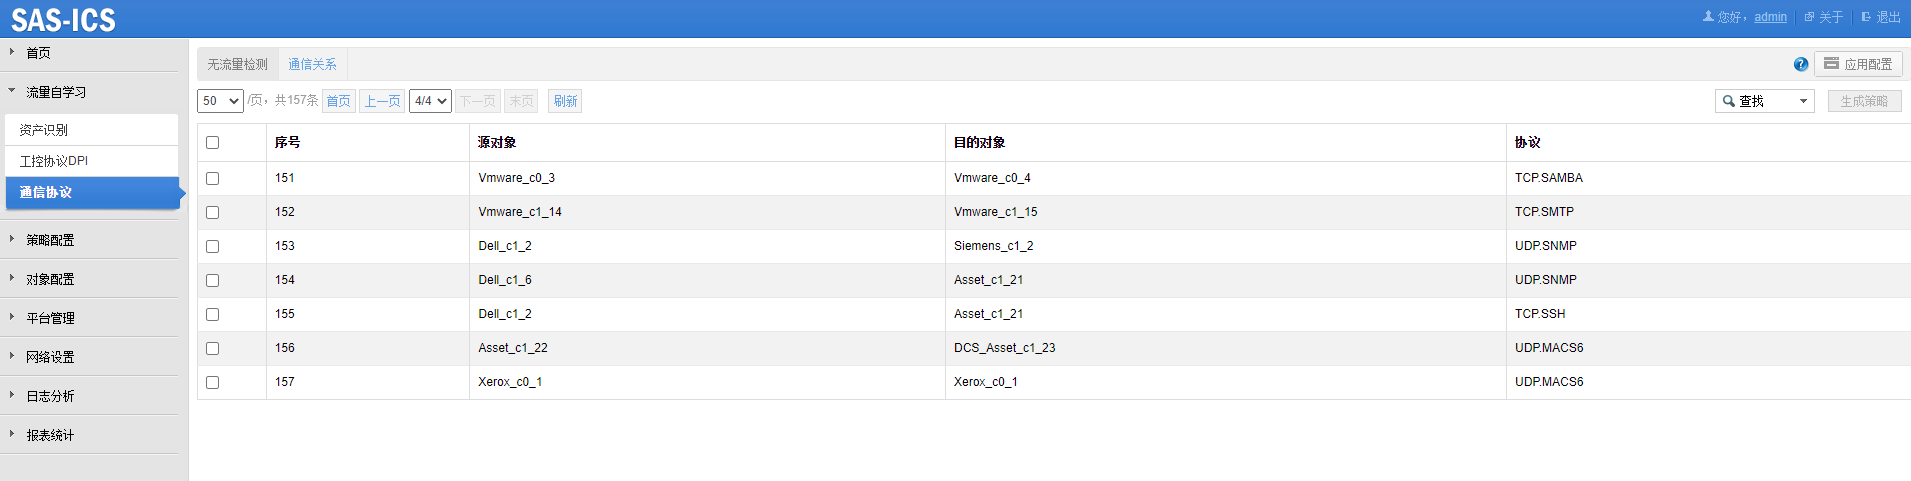 SAS-ICS
您好，admin 关于 退出
首页
流量自学习
资产识别
工控协议DPI
通信协议
策略配置
对象配置
平台管理
网络设置
日志分析
报表统计
无流量检测 通信关系
应用配置
50 /页，共157条 首页 上一页 4/4 下一页 末页 刷新
查找 生成策略
序号 源对象 目的对象 协议
151 Vmware_c0_3 Vmware_c0_4 TCP.SAMBA
152 Vmware_c1_14 Vmware_c1_15 TCP.SMTP
153 Dell_c1_2 Siemens_c1_2 UDP.SNMP
154 Dell_c1_6 Asset_c1_21 UDP.SNMP
155 Dell_c1_2 Asset_c1_21 TCP.SSH
156 Asset_c1_22 DCS_Asset_c1_23 UDP.MACS6
157 Xerox_c0_1 Xerox_c0_1 UDP.MACS6